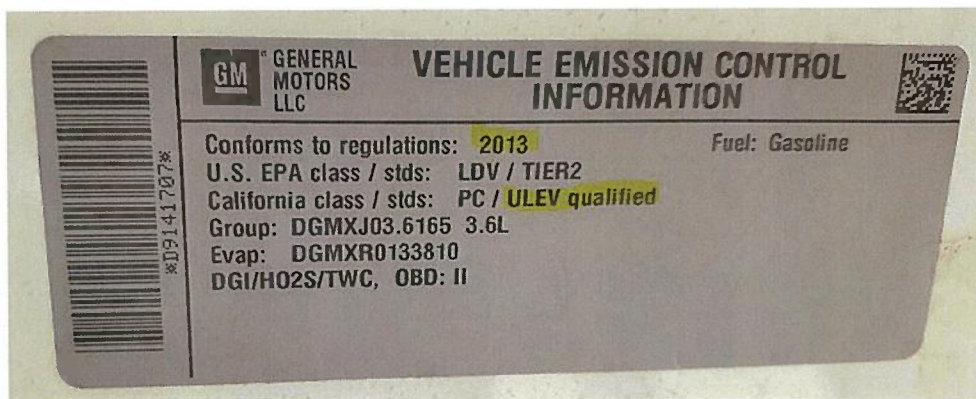 *D9141707*
GM
GENERAL
MOTORS
LLC
VEHICLE EMISSION CONTROL
INFORMATION
Conforms to regulations: 2013 Fuel: Gasoline
U.S. EPA class / stds: LDV / TIER2
California class / stds: PC / ULEV qualified
Group: DGMXJ03.6165 3.6L
Evap: DGMXR0133810
DGI/HO2S/TWC, OBD: II